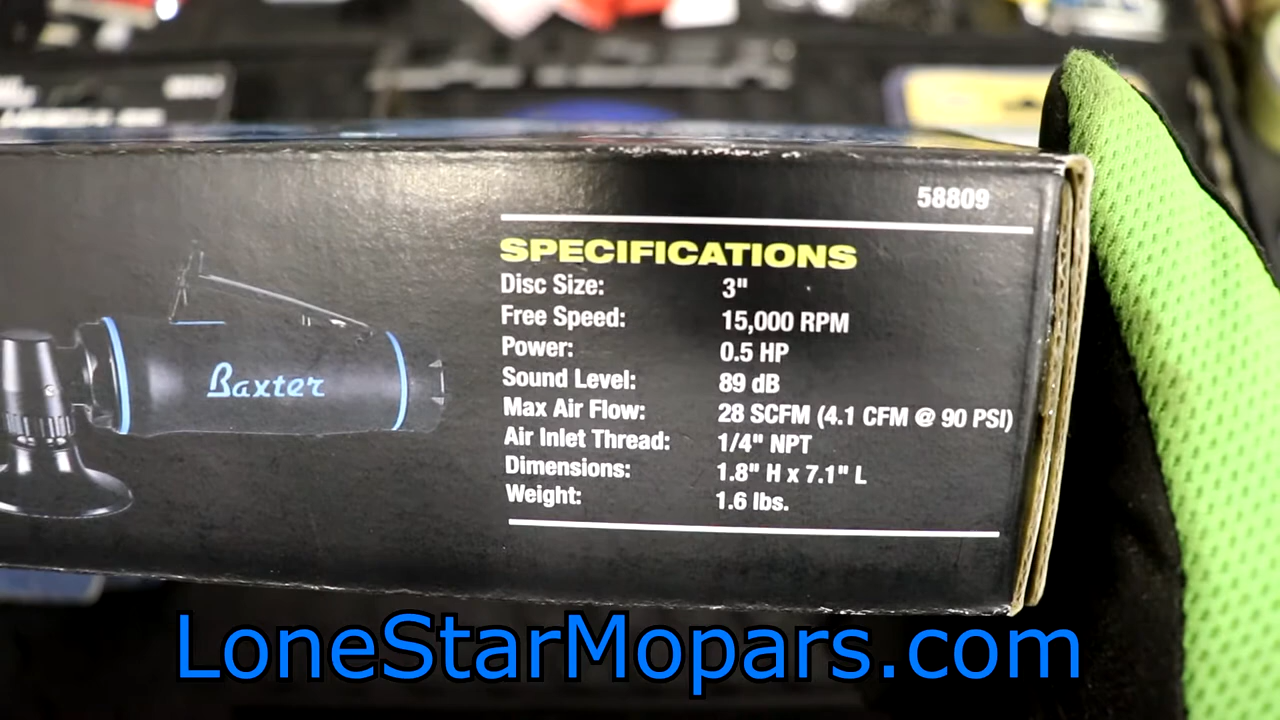 58809
SPECIFICATIONS
Disc Size: 3"
Free Speed: 15,000 RPM
Power: 0.5 HP
Sound Level: 89 dB
Max Air Flow: 28 SCFM (4.1 CFM @ 90 PSI)
Air Inlet Thread: 1/4" NPT
Dimensions: 1.8" H x 7.1" L
Weight: 1.6 lbs.
Baxter
LoneStarMopars.com